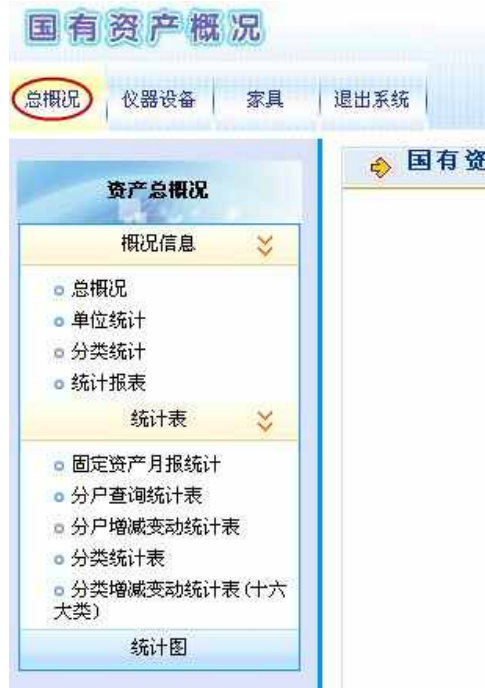 国有资产概况
总概况 仪器设备 家具 退出系统
国有资
资产总概况
概况信息
总概况
单位统计
分类统计
统计报表
统计表
固定资产月报统计
分户查询统计表
分户增减变动统计表
分类统计表
分类增减变动统计表(十六
大类)
统计图